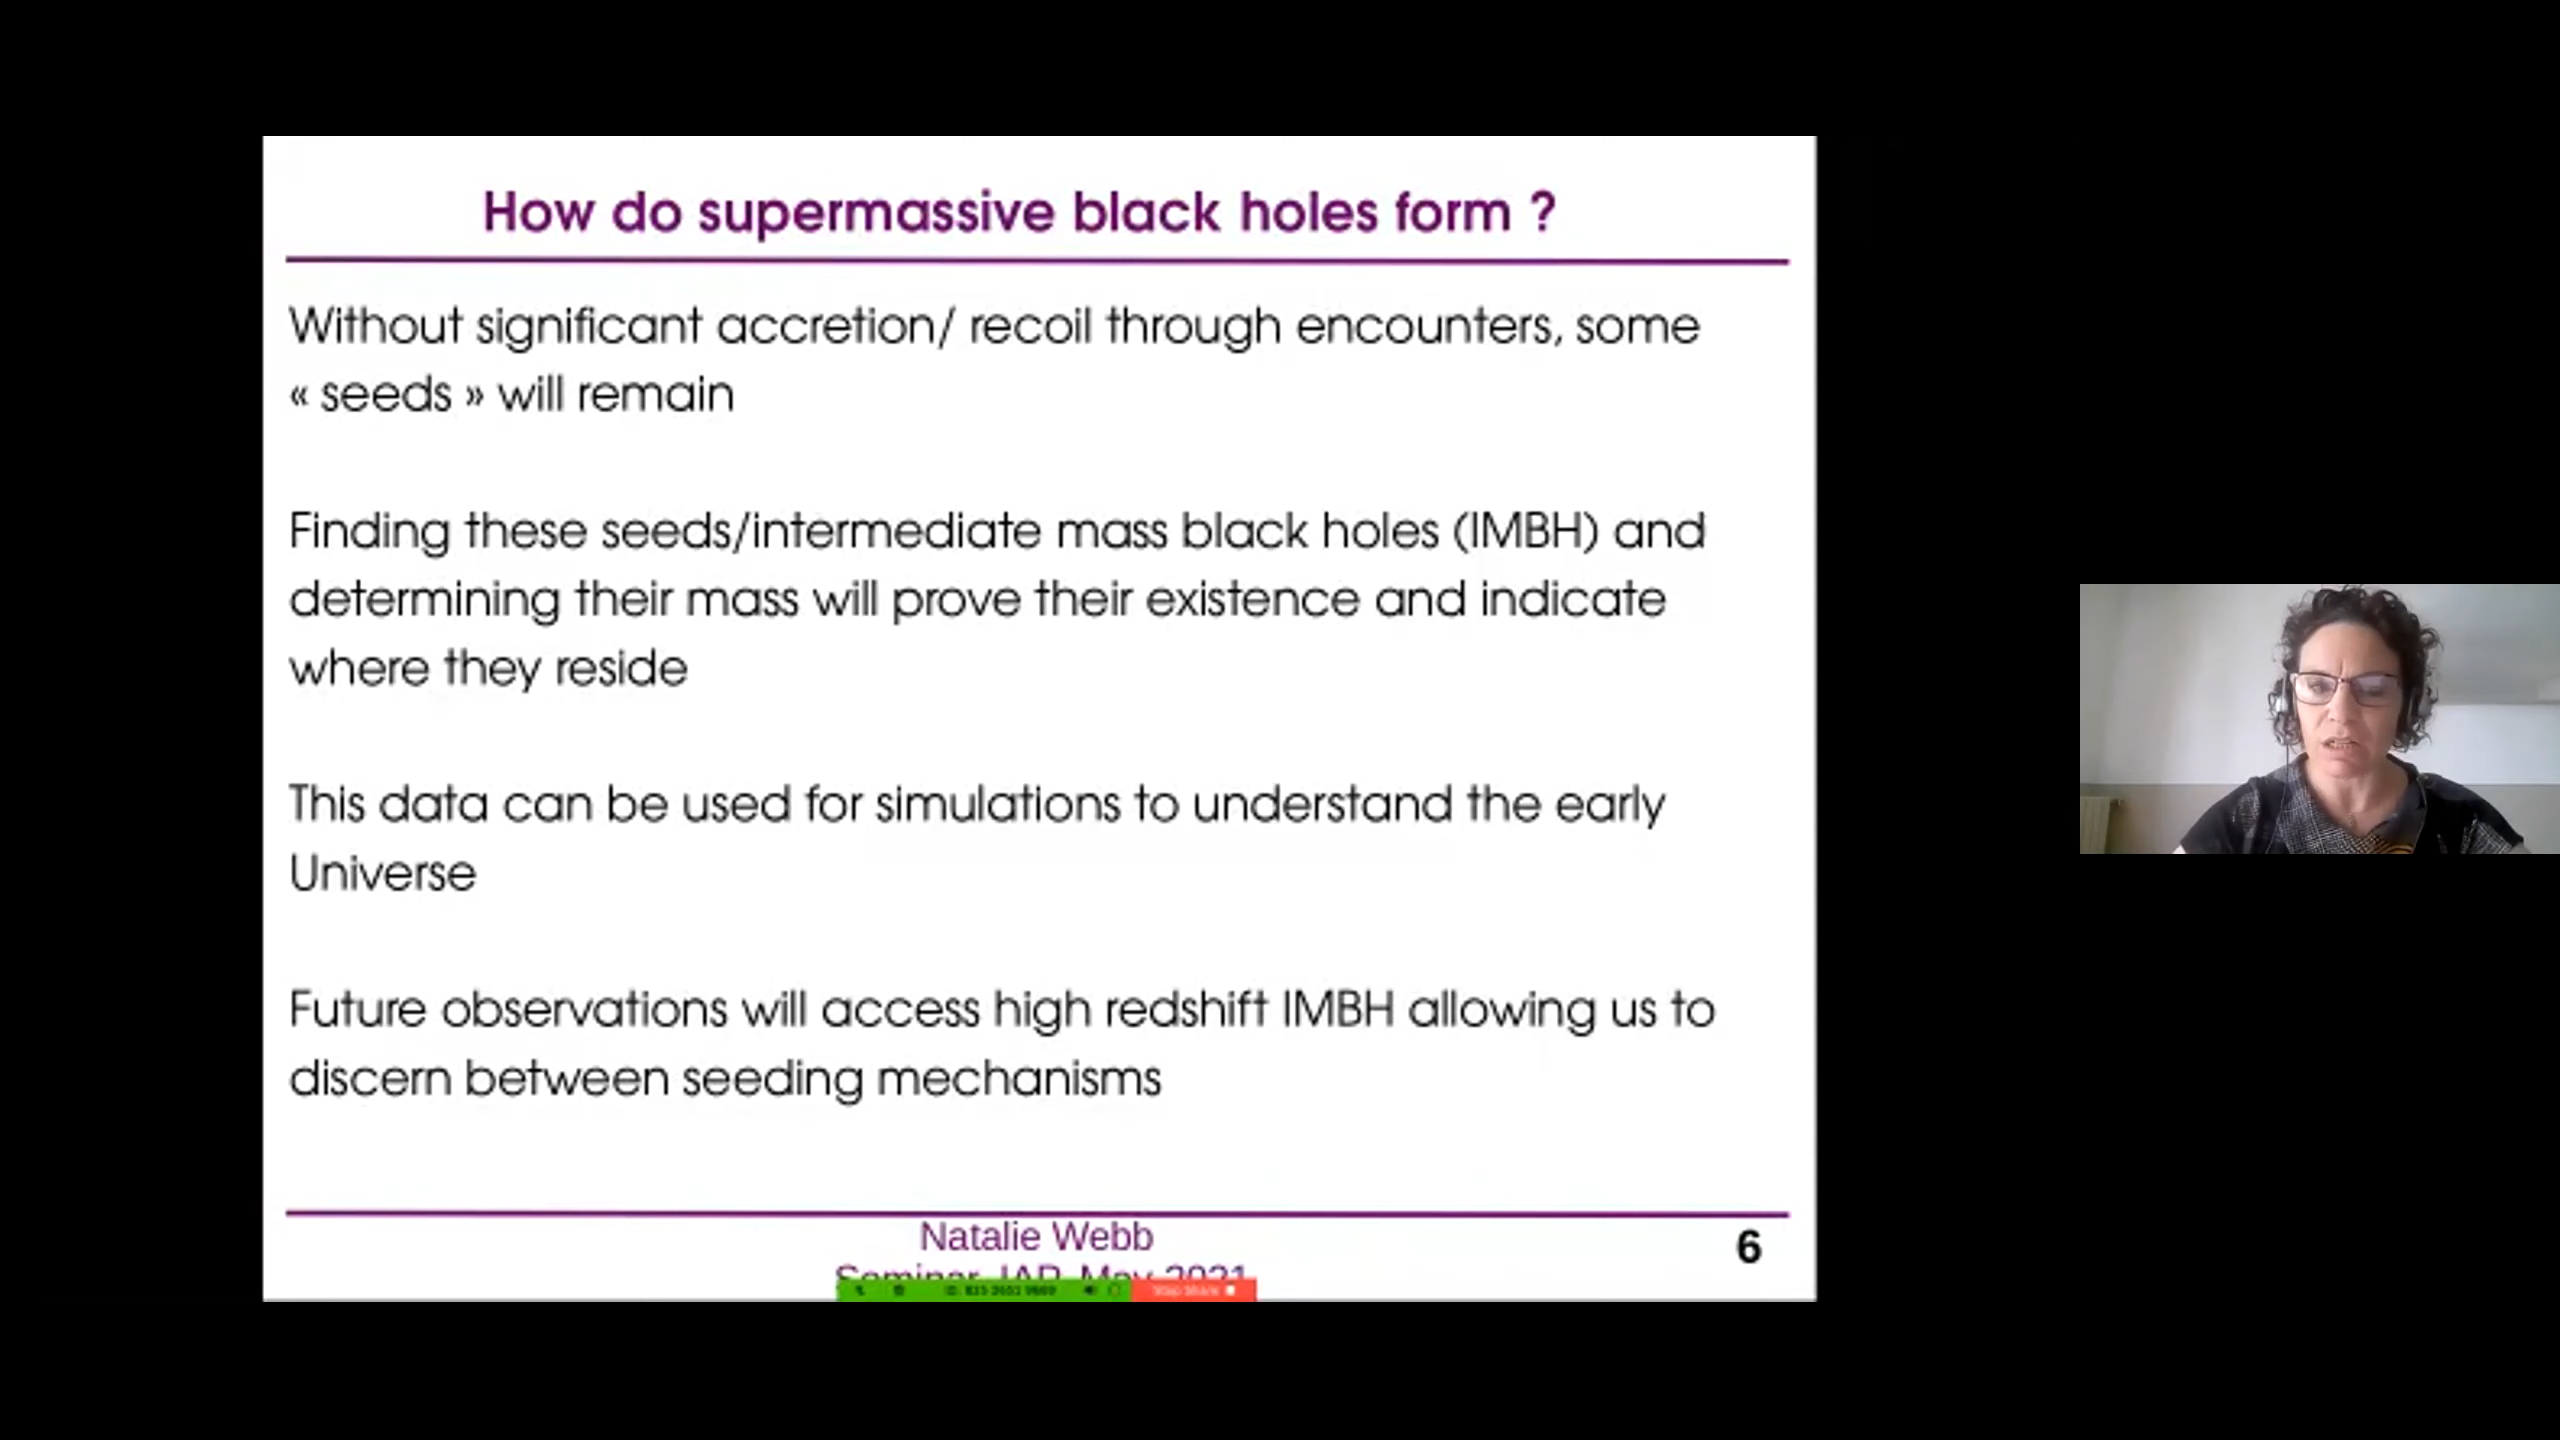 How do supermassive black holes form ?
Without significant accretion/ recoil through encounters, some
« seeds » will remain
Finding these seeds/intermediate mass black holes (IMBH) and
determining their mass will prove their existence and indicate
where they reside
This data can be used for simulations to understand the early
Universe
Future observations will access high redshift IMBH allowing us to
discern between seeding mechanisms
Natalie Webb
6
Seminar, IAP, May 2021
Stop Share